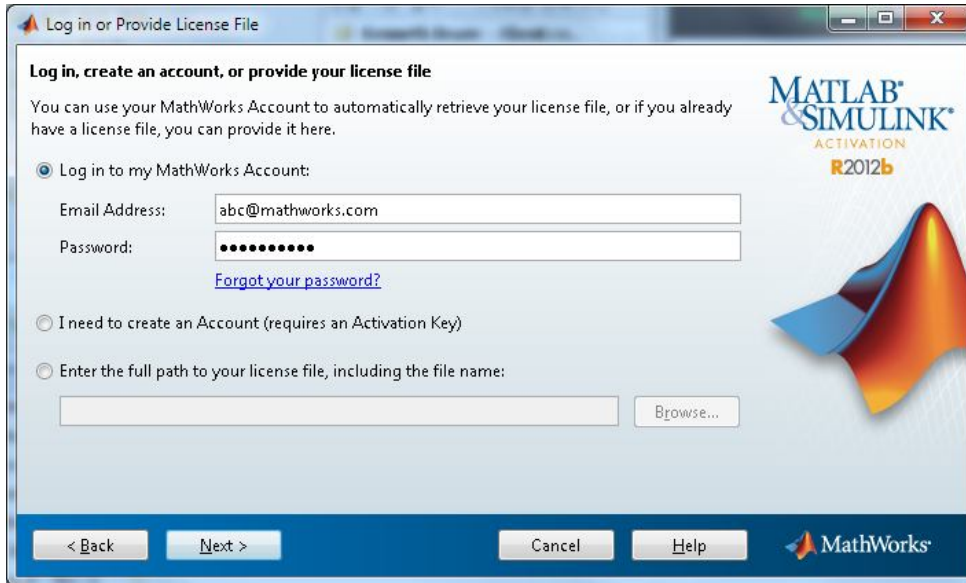 Log in or Provide License File
Log in, create an account, or provide your license file
You can use your MathWorks Account to automatically retrieve your license file, or if you already
have a license file, you can provide it here.
Log in to my MathWorks Account:
Email Address: abc@mathworks.com
Password: ●●●●●●●●●●
Forgot your password?
I need to create an Account (requires an Activation Key)
Enter the full path to your license file, including the file name:
Browse...
MATLAB®
&SIMULINK®
ACTIVATION
R2012b
< Back
Next >
Cancel
Help
MathWorks®